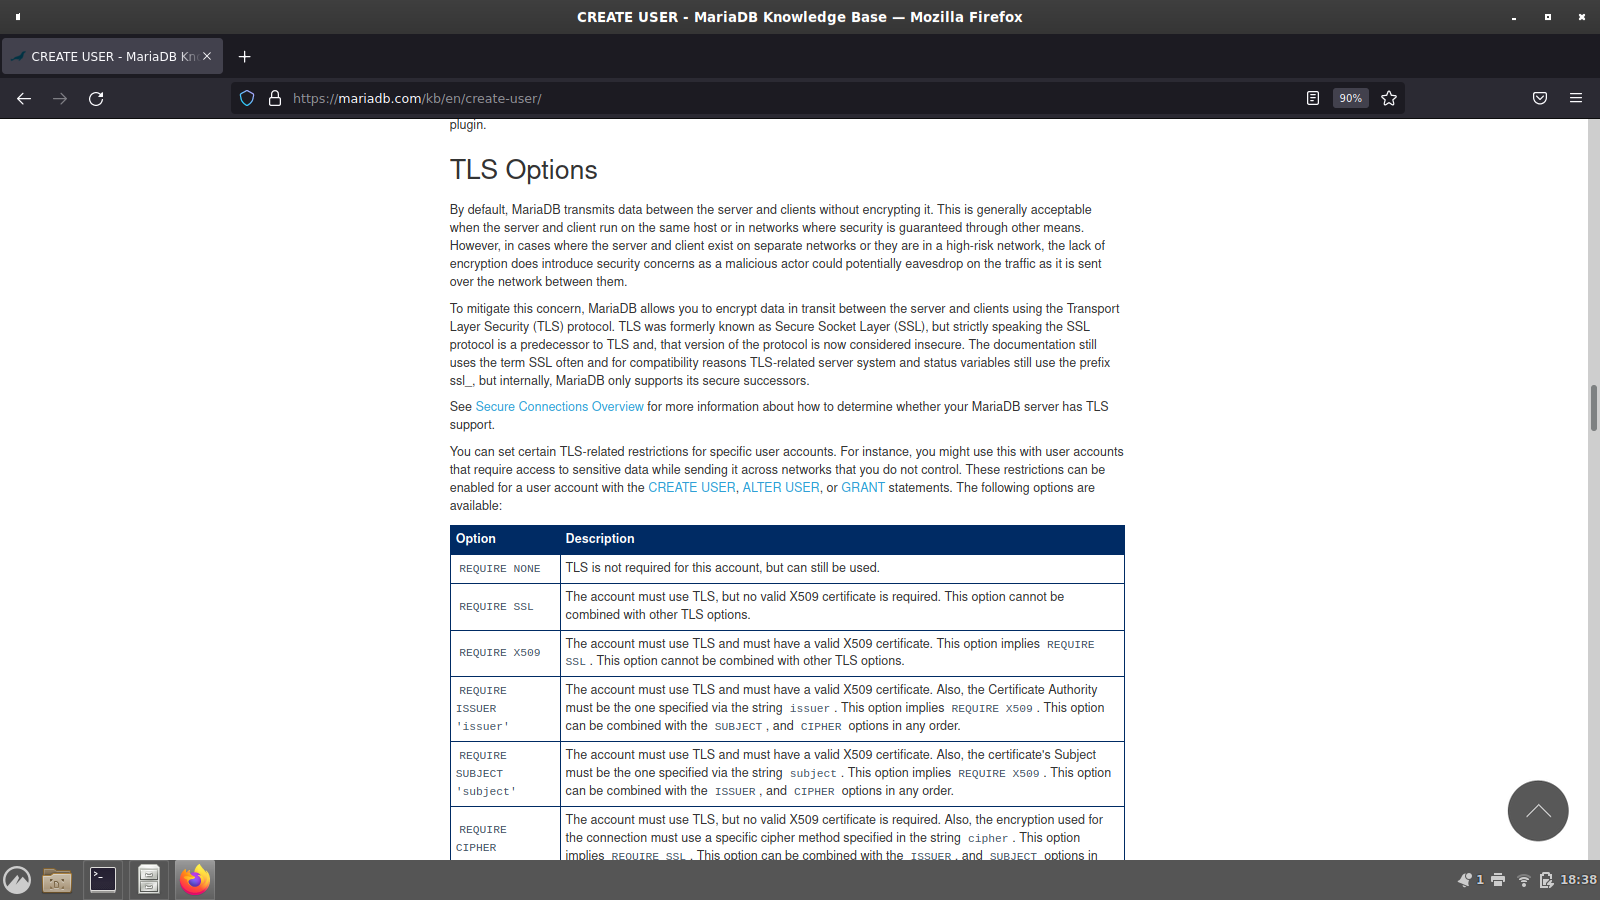 CREATE USER - MariaDB Knowledge Base — Mozilla Firefox
CREATE USER - MariaDB Kn
https://mariadb.com/kb/en/create-user/
90%
plugin.
TLS Options
By default, MariaDB transmits data between the server and clients without encrypting it. This is generally acceptable
when the server and client run on the same host or in networks where security is guaranteed through other means.
However, in cases where the server and client exist on separate networks or they are in a high-risk network, the lack of
encryption does introduce security concerns as a malicious actor could potentially eavesdrop on the traffic as it is sent
over the network between them.
To mitigate this concern, MariaDB allows you to encrypt data in transit between the server and clients using the Transport
Layer Security (TLS) protocol. TLS was formerly known as Secure Socket Layer (SSL), but strictly speaking the SSL
protocol is a predecessor to TLS and, that version of the protocol is now considered insecure. The documentation still
uses the term SSL often and for compatibility reasons TLS-related server system and status variables still use the prefix
ssl_, but internally, MariaDB only supports its secure successors.
See Secure Connections Overview for more information about how to determine whether your MariaDB server has TLS
support.
You can set certain TLS-related restrictions for specific user accounts. For instance, you might use this with user accounts
that require access to sensitive data while sending it across networks that you do not control. These restrictions can be
enabled for a user account with the CREATE USER, ALTER USER, or GRANT statements. The following options are
available:
Option Description
REQUIRE NONE TLS is not required for this account, but can still be used.
REQUIRE SSL
The account must use TLS, but no valid X509 certificate is required. This option cannot be
combined with other TLS options.
REQUIRE X509
The account must use TLS and must have a valid X509 certificate. This option implies REQUIRE
SSL. This option cannot be combined with other TLS options.
REQUIRE
ISSUER
'issuer'
The account must use TLS and must have a valid X509 certificate. Also, the Certificate Authority
must be the one specified via the string issuer. This option implies REQUIRE X509. This option
can be combined with the SUBJECT, and CIPHER options in any order.
REQUIRE
SUBJECT
'subject'
The account must use TLS and must have a valid X509 certificate. Also, the certificate's Subject
must be the one specified via the string subject. This option implies REQUIRE X509. This option
can be combined with the ISSUER, and CIPHER options in any order.
REQUIRE
CIPHER
The account must use TLS, but no valid X509 certificate is required. Also, the encryption used for
the connection must use a specific cipher method specified in the string cipher. This option
implies REQUIRE SSL. This option can be combined with the ISSUER, and SUBJECT options in
1
18:38